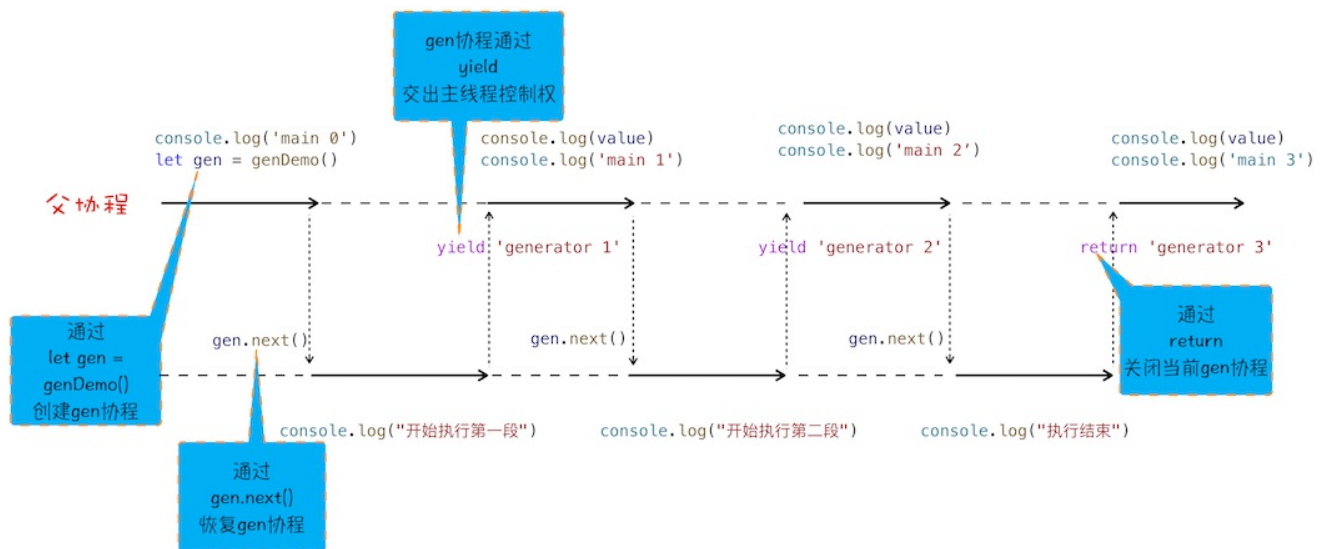 gen协程通过
yield
交出主线程控制权
console.log('main 0')
let gen = genDemo()
console.log(value)
console.log('main 1')
console.log(value)
console.log('main 2’)
console.log(value)
console.log('main 3')
父协程
yield 'generator 1'
yield 'generator 2'
return 'generator 3'
通过
let gen =
genDemo()
创建gen协程
gen.next()
gen.next()
gen.next()
通过
return
关闭当前gen协程
console.log("开始执行第一段")
console.log("开始执行第二段")
console.log("执行结束")
通过
gen.next()
恢复gen协程